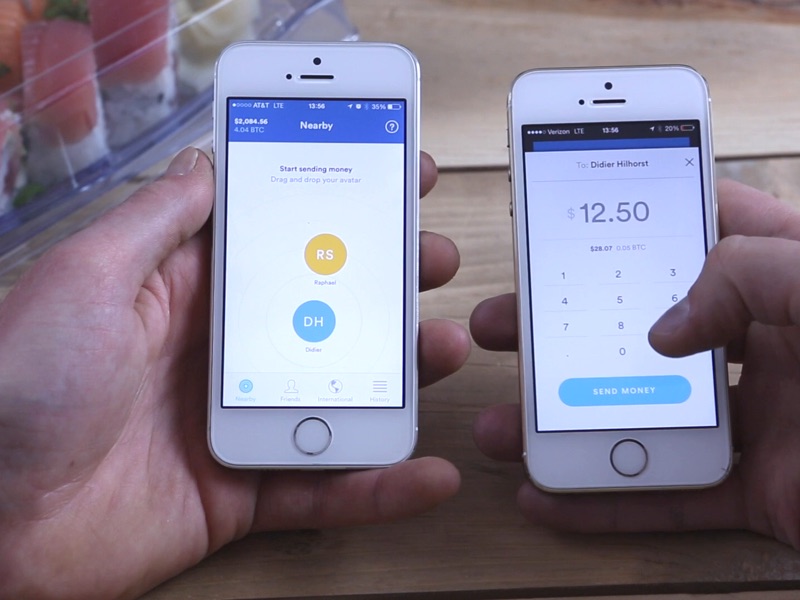 AT&T LTE 13:56 35%
$2,084.56
4.04 BTC
Nearby
?
Start sending money
Drag and drop your avatar
RS
Raphael
DH
Didier
Nearby
Friends
International
History
Verizon LTE 13:56 20%
To: Didier Hilhorst
$12.50
$28.07 0.05 BTC
1 2 3
4 5 6
7 8
. 0
SEND MONEY